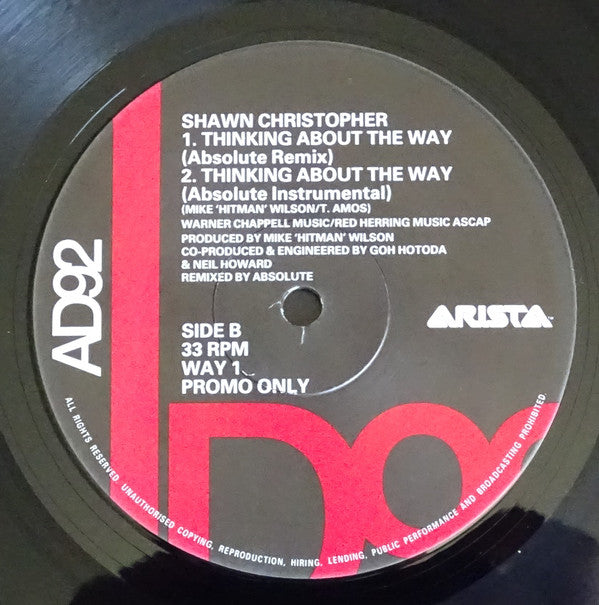 SHAWN CHRISTOPHER
1. THINKING ABOUT THE WAY
(Absolute Remix)
2. THINKING ABOUT THE WAY
(Absolute Instrumental)
(MIKE 'HITMAN' WILSON/T. AMOS)
WARNER CHAPPELL MUSIC/RED HERRING MUSIC ASCAP
PRODUCED BY MIKE 'HITMAN' WILSON
CO-PRODUCED & ENGINEERED BY GOH HOTODA
& NEIL HOWARD
REMIXED BY ABSOLUTE
AD92
ARISTA™
SIDE B
33 RPM
WAY 1
PROMO ONLY
ALL RIGHTS RESERVED. UNAUTHORISED COPYING, REPRODUCTION, HIRING, LENDING, PUBLIC PERFORMANCE AND BROADCASTING PROHIBITED